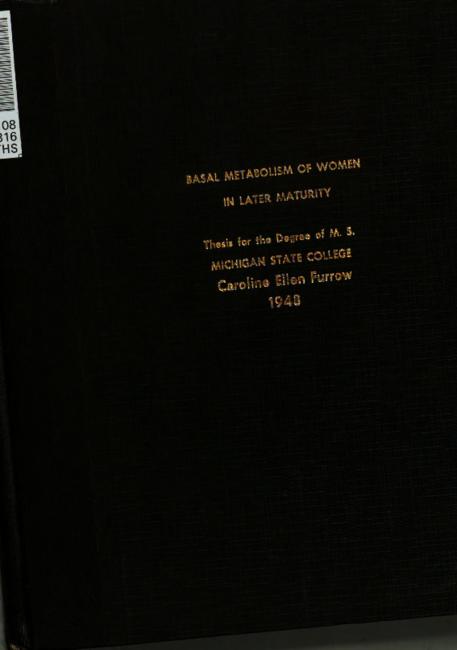 08
316
THS
BASAL METABOLISM OF WOMEN
IN LATER MATURITY
Thesis for the Degree of M. S.
MICHIGAN STATE COLLEGE
Caroline Ellen Furrow
1948